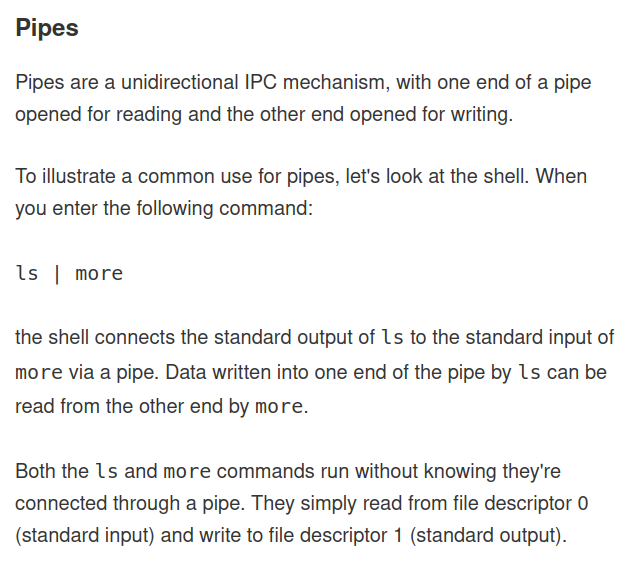 Pipes
Pipes are a unidirectional IPC mechanism, with one end of a pipe
opened for reading and the other end opened for writing.
To illustrate a common use for pipes, let's look at the shell. When
you enter the following command:
ls | more
the shell connects the standard output of ls to the standard input of
more via a pipe. Data written into one end of the pipe by ls can be
read from the other end by more.
Both the ls and more commands run without knowing they're
connected through a pipe. They simply read from file descriptor 0
(standard input) and write to file descriptor 1 (standard output).